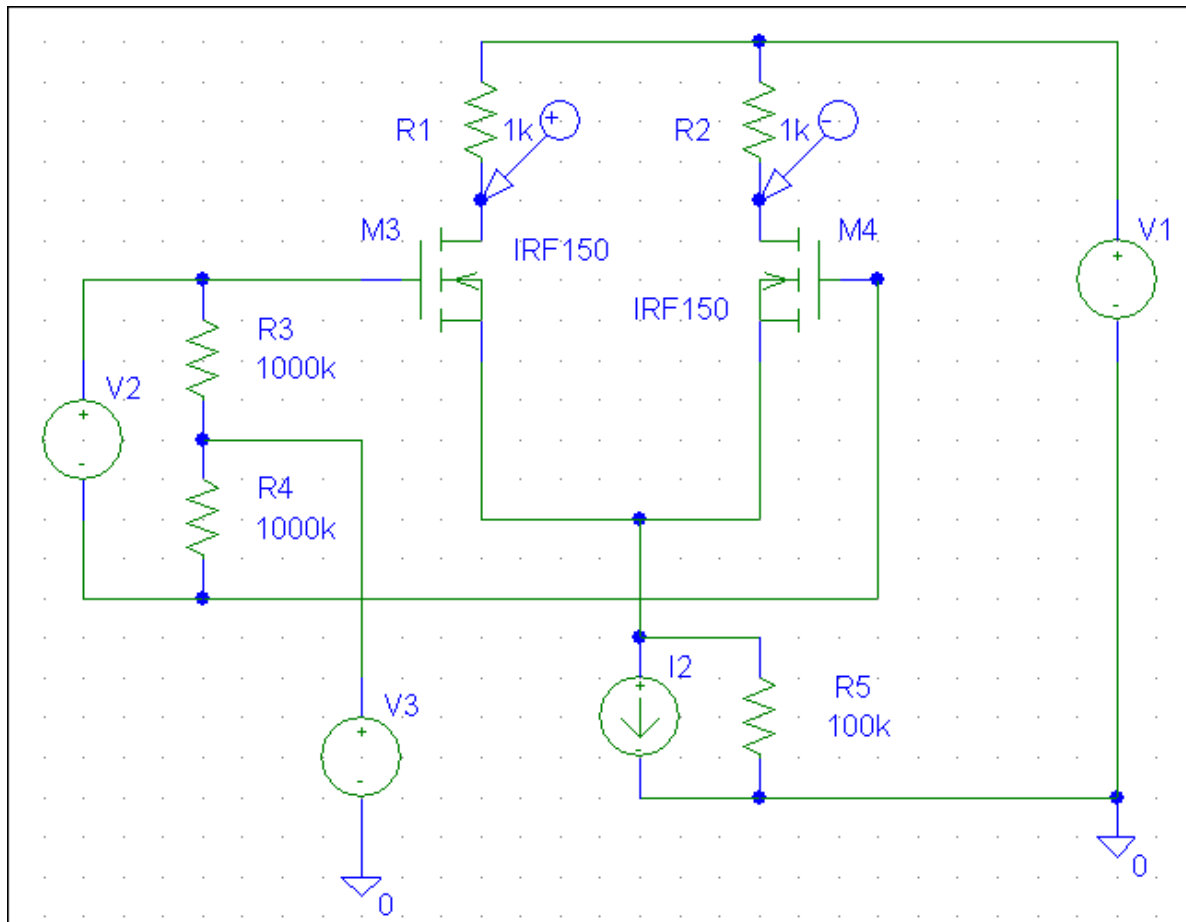 R1
1k
+
R2
1k
-
M3
IRF150
M4
IRF150
V1
+
-
R3
1000k
V2
+
-
R4
1000k
V3
+
-
I2
+
-
R5
100k
0
0